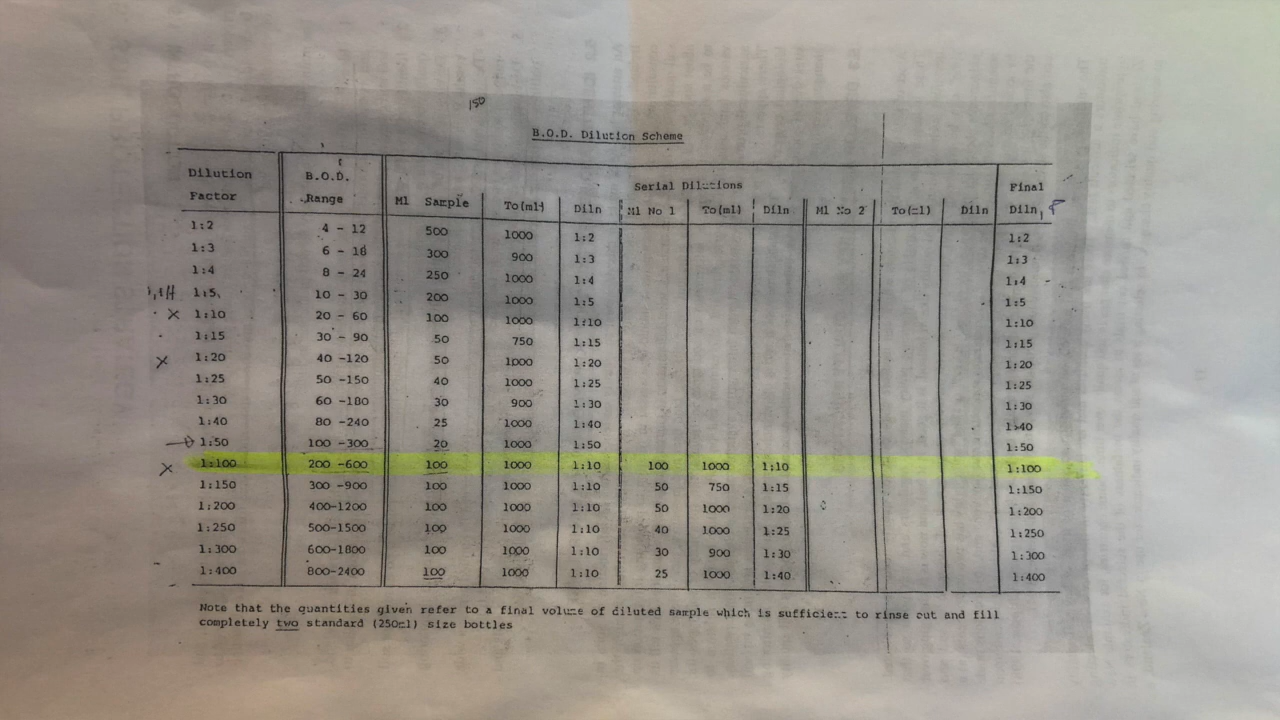 150
B.O.D. Dilution Scheme
Dilution B.O.D. Serial Dilutions Final
Factor Range Ml Sample To(ml) Diln Ml No 1 To(ml) Diln Ml No 2 To(ml) Diln Diln
1:2 4 - 12 500 1000 1:2 1:2
1:3 6 - 18 300 900 1:3 1:3
1:4 8 - 24 250 1000 1:4 1:4
1:5 10 - 30 200 1000 1:5 1:5
X 1:10 20 - 60 100 1000 1:10 1:10
1:15 30 - 90 50 750 1:15 1:15
X 1:20 40 -120 50 1000 1:20 1:20
1:25 50 -150 40 1000 1:25 1:25
1:30 60 -180 30 900 1:30 1:30
1:40 80 -240 25 1000 1:40 1:40
→ 1:50 100 -300 20 1000 1:50 1:50
X 1:100 200 -600 100 1000 1:10 100 1000 1:10 1:100
1:150 300 -900 100 1000 1:10 50 750 1:15 1:150
1:200 400-1200 100 1000 1:10 50 1000 1:20 1:200
1:250 500-1500 100 1000 1:10 40 1000 1:25 1:250
1:300 600-1800 100 1000 1:10 30 900 1:30 1:300
1:400 800-2400 100 1000 1:10 25 1000 1:40 1:400
Note that the quantities given refer to a final volume of diluted sample which is sufficient to rinse out and fill
completely two standard (250ml) size bottles